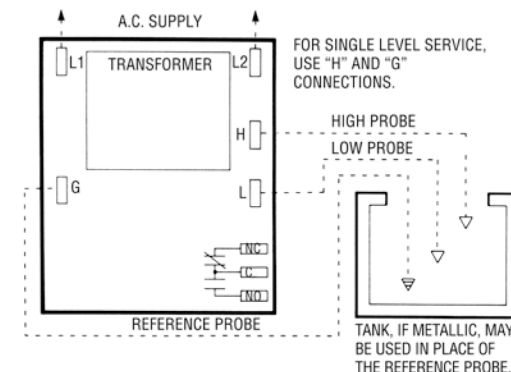 A.C. SUPPLY
L1
TRANSFORMER
L2
FOR SINGLE LEVEL SERVICE,
USE "H" AND "G"
CONNECTIONS.
H
HIGH PROBE
LOW PROBE
G
L
NC
C
NO
REFERENCE PROBE
TANK, IF METALLIC, MAY
BE USED IN PLACE OF
THE REFERENCE PROBE.